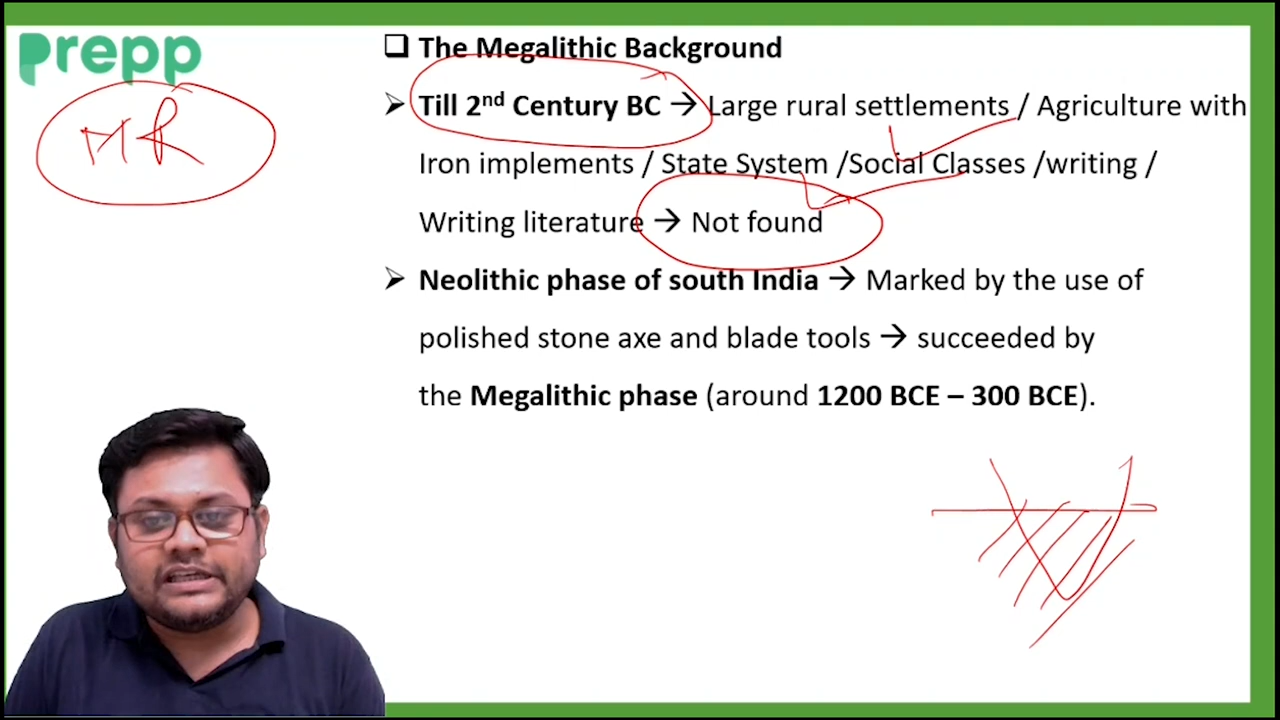 prepp
❑ The Megalithic Background
➢ Till 2nd Century BC → Large rural settlements / Agriculture with
Iron implements / State System /Social Classes /writing /
Writing literature → Not found
➢ Neolithic phase of south India → Marked by the use of
polished stone axe and blade tools → succeeded by
the Megalithic phase (around 1200 BCE – 300 BCE).